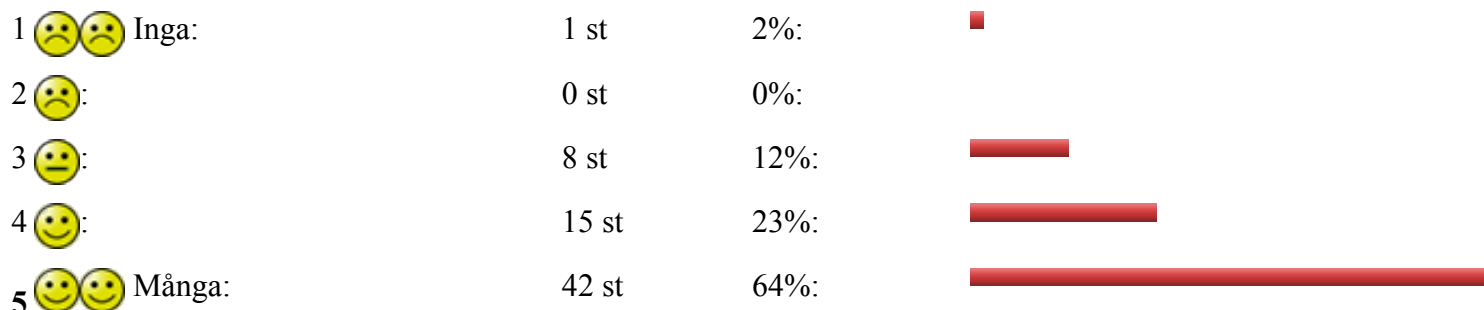 1 Inga: 1 st 2%:
2 : 0 st 0%:
3 : 8 st 12%:
4 : 15 st 23%:
5 Många: 42 st 64%: